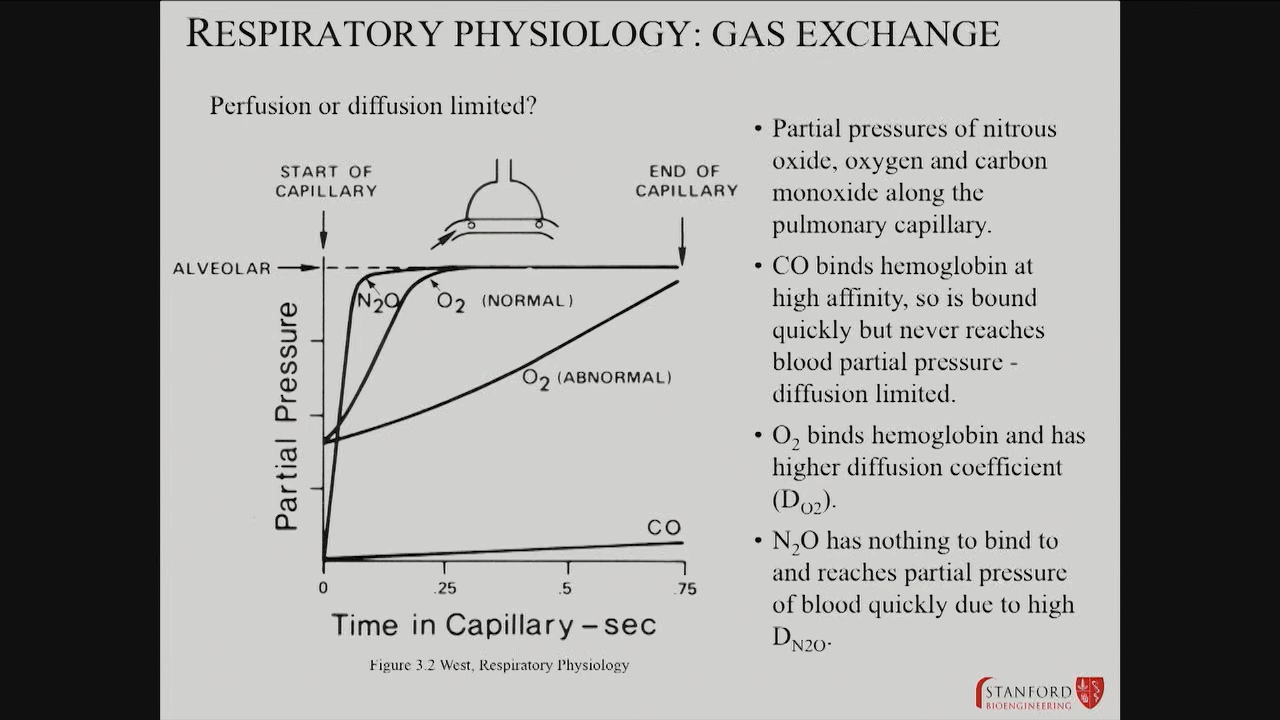 RESPIRATORY PHYSIOLOGY: GAS EXCHANGE
Perfusion or diffusion limited?
START OF
CAPILLARY
END OF
CAPILLARY
ALVEOLAR
N2O
O2 (NORMAL)
O2 (ABNORMAL)
CO
Partial Pressure
0
.25
.5
.75
Time in Capillary – sec
Figure 3.2 West, Respiratory Physiology
• Partial pressures of nitrous
oxide, oxygen and carbon
monoxide along the
pulmonary capillary.
• CO binds hemoglobin at
high affinity, so is bound
quickly but never reaches
blood partial pressure -
diffusion limited.
• O2 binds hemoglobin and has
higher diffusion coefficient
(DO2).
• N2O has nothing to bind to
and reaches partial pressure
of blood quickly due to high
DN2O.
STANFORD
BIOENGINEERING